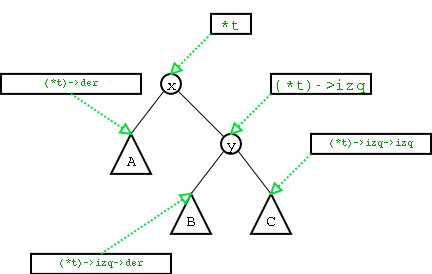 *t
(*t)->der
x
(*t)->izq
y
(*t)->izq->izq
A
B
C
(*t)->izq->der